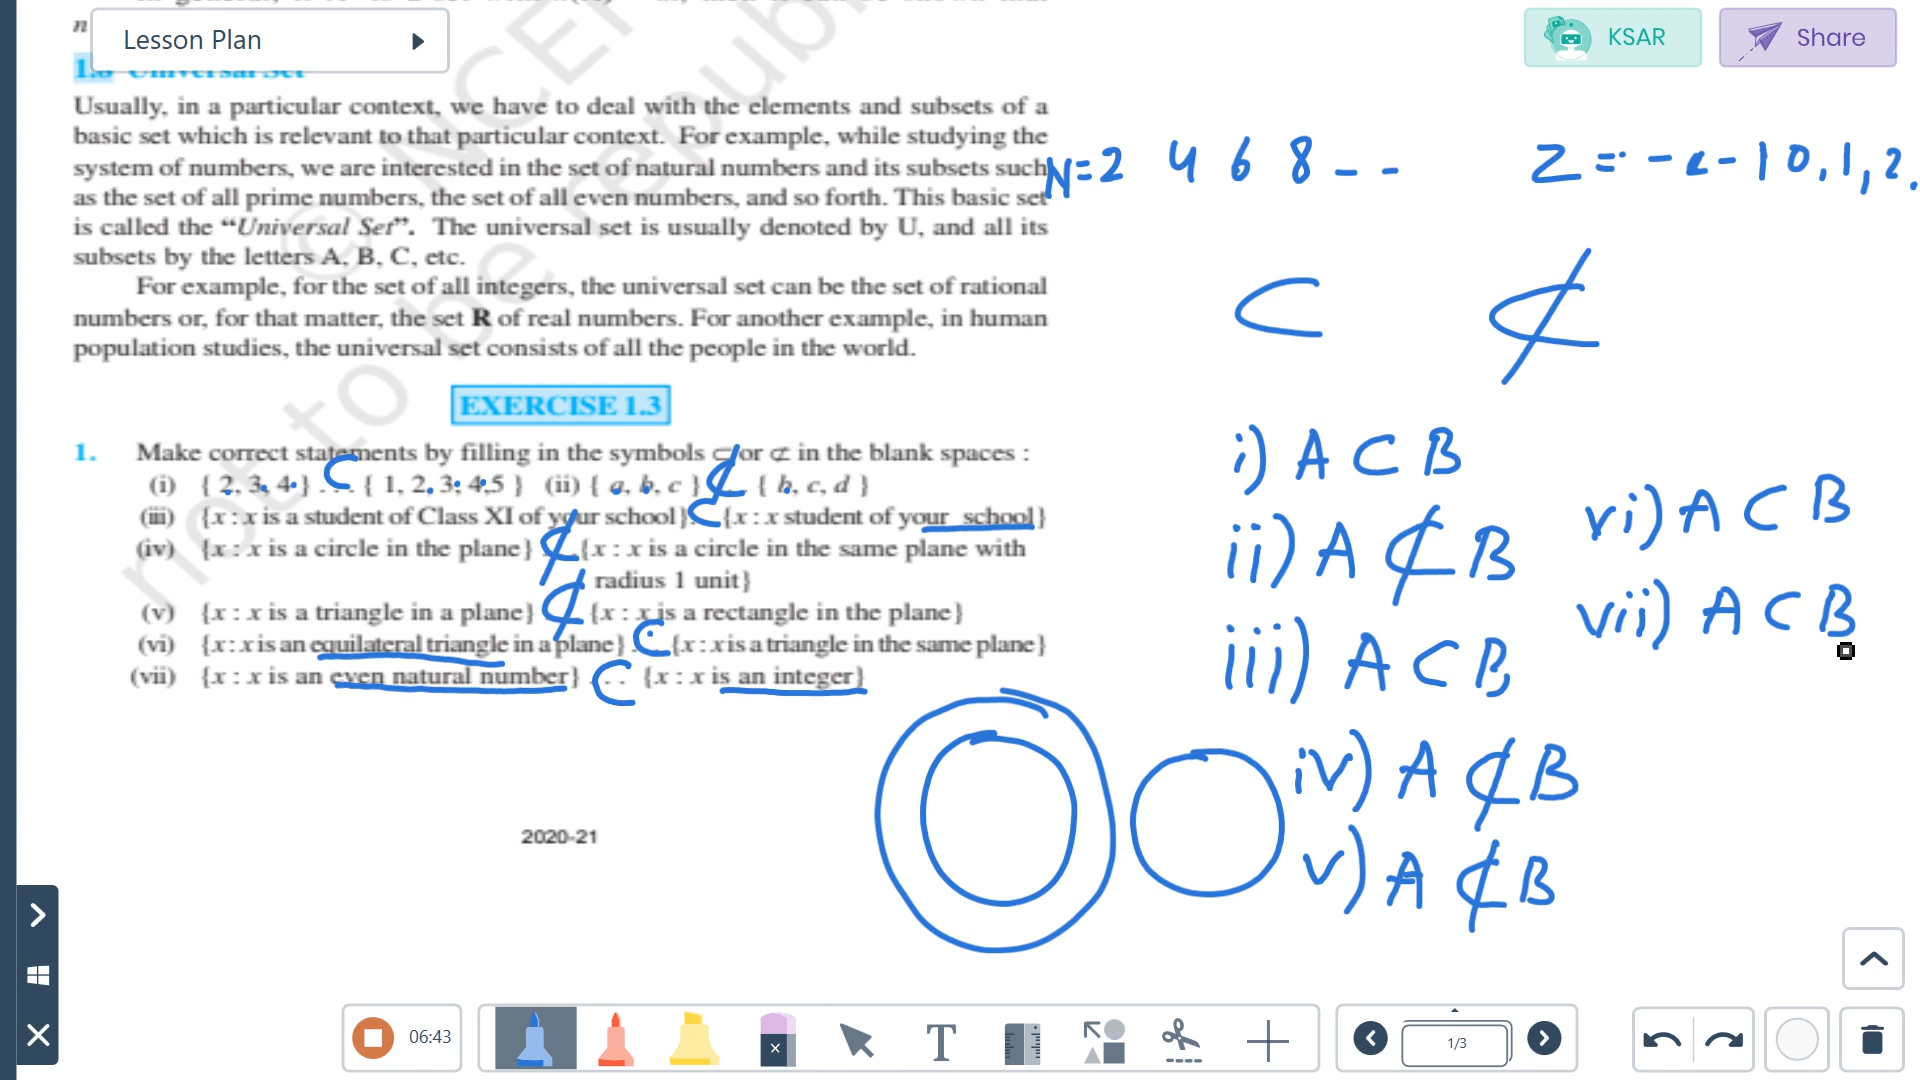 Lesson Plan
KSAR
Share
n
1.8 Universal Set
Usually, in a particular context, we have to deal with the elements and subsets of a
basic set which is relevant to that particular context. For example, while studying the
system of numbers, we are interested in the set of natural numbers and its subsets such
as the set of all prime numbers, the set of all even numbers, and so forth. This basic set
is called the “Universal Set”. The universal set is usually denoted by U, and all its
subsets by the letters A, B, C, etc.
For example, for the set of all integers, the universal set can be the set of rational
numbers or, for that matter, the set R of real numbers. For another example, in human
population studies, the universal set consists of all the people in the world.
EXERCISE 1.3
1. Make correct statements by filling in the symbols ⊂ or ⊄ in the blank spaces :
(i) { 2, 3, 4 } ⊂ { 1, 2, 3, 4,5 } (ii) { a, b, c } ⊄ { b, c, d }
(iii) {x : x is a student of Class XI of your school} ⊂ {x : x student of your school}
(iv) {x : x is a circle in the plane} ⊄ {x : x is a circle in the same plane with
radius 1 unit}
(v) {x : x is a triangle in a plane} ⊄ {x : x is a rectangle in the plane}
(vi) {x : x is an equilateral triangle in a plane} ⊂ {x : x is a triangle in the same plane}
(vii) {x : x is an even natural number} ⊂ {x : x is an integer}
2020-21
© NCERT
not to be republ
N=2 4 6 8 - -
⊂ ⊄
i) A ⊂ B
ii) A ⊄ B
iii) A ⊂ B
iv) A ⊄ B
v) A ⊄ B
vi) A ⊂ B
vii) A ⊂ B
06:43
T
1/3